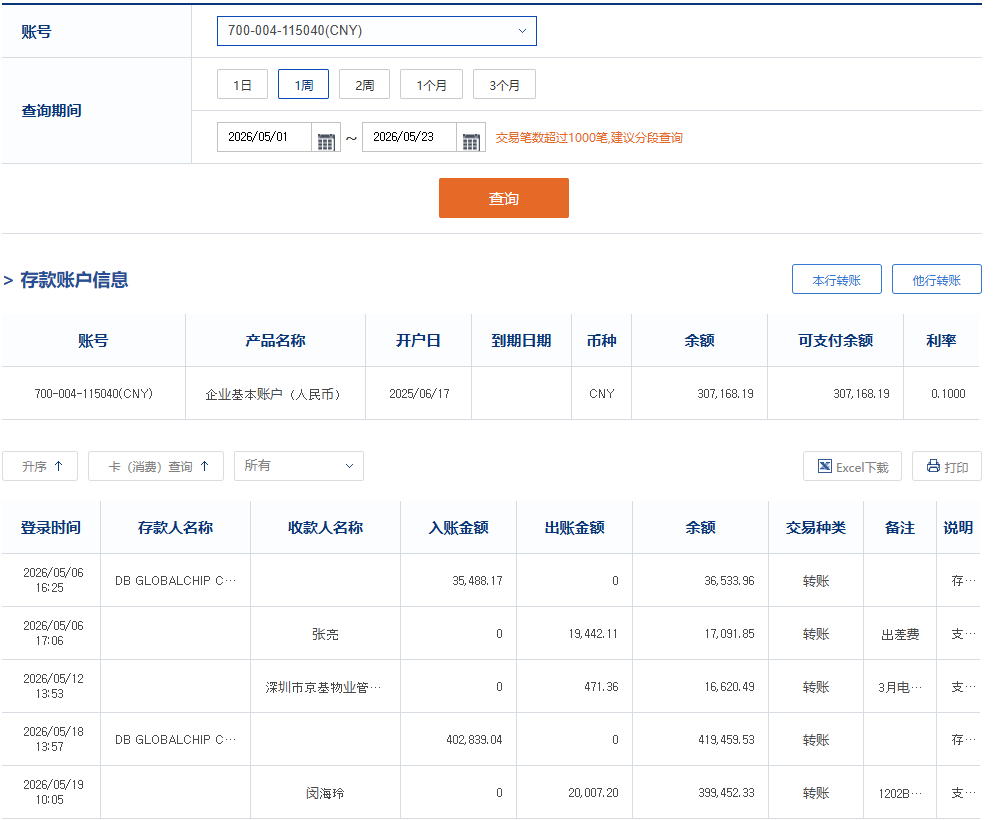 账号
700-004-115040(CNY)
查询期间
1日 1周 2周 1个月 3个月
2026/05/01 ~ 2026/05/23 交易笔数超过1000笔,建议分段查询
查询
> 存款账户信息 本行转账 他行转账
账号 产品名称 开户日 到期日期 币种 余额 可支付余额 利率
700-004-115040(CNY) 企业基本账户（人民币） 2025/06/17 CNY 307,168.19 307,168.19 0.1000
升序 ↑ 卡（消费）查询 ↑ 所有 Excel下载 打印
登录时间 存款人名称 收款人名称 入账金额 出账金额 余额 交易种类 备注 说明
2026/05/06 16:25 DB GLOBALCHIP C… 35,488.17 0 36,533.96 转账 存…
2026/05/06 17:06 张亮 0 19,442.11 17,091.85 转账 出差费 支…
2026/05/12 13:53 深圳市京基物业管… 0 471.36 16,620.49 转账 3月电… 支…
2026/05/18 13:57 DB GLOBALCHIP C… 402,839.04 0 419,459.53 转账 存…
2026/05/19 10:05 闵海玲 0 20,007.20 399,452.33 转账 1202B… 支…